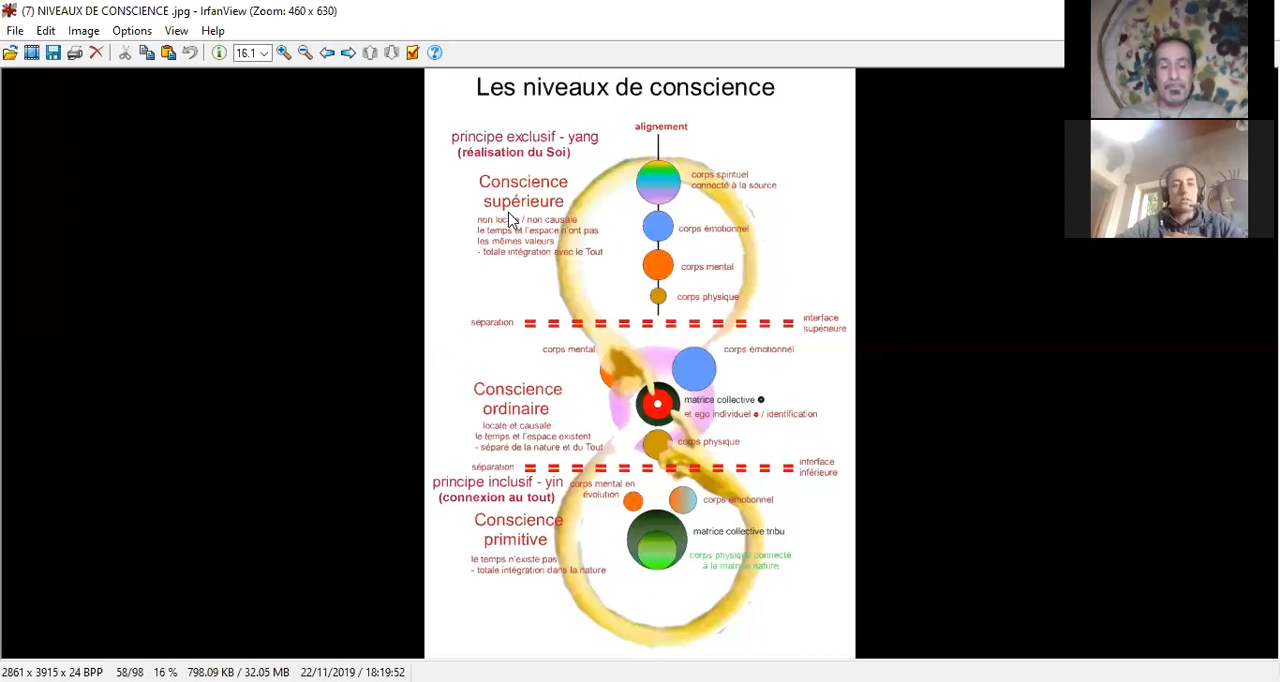 (7) NIVEAUX DE CONSCIENCE .jpg - IrfanView (Zoom: 460 x 630)
File Edit Image Options View Help
16.1
Les niveaux de conscience
alignement
principe exclusif - yang
(réalisation du Soi)
corps spirituel
connecté à la source
Conscience
supérieure
non locale / non causale
le temps et l'espace n'ont pas
les mêmes valeurs
- totale intégration avec le Tout
corps émotionnel
corps mental
corps physique
séparation
interface
supérieure
corps mental
corps émotionnel
Conscience
ordinaire
locale et causale
le temps et l'espace existent
- séparé de la nature et du Tout
matrice collective
et ego individuel / identification
corps physique
séparation
interface
inférieure
principe inclusif - yin
(connexion au tout)
corps mental en
évolution
corps émotionnel
Conscience
primitive
le temps n'existe pas
- totale intégration dans la nature
matrice collective tribu
corps physique connecté
à la matrice nature
2861 x 3915 x 24 BPP 58/98 16 % 798.09 KB / 32.05 MB 22/11/2019 / 18:19:52